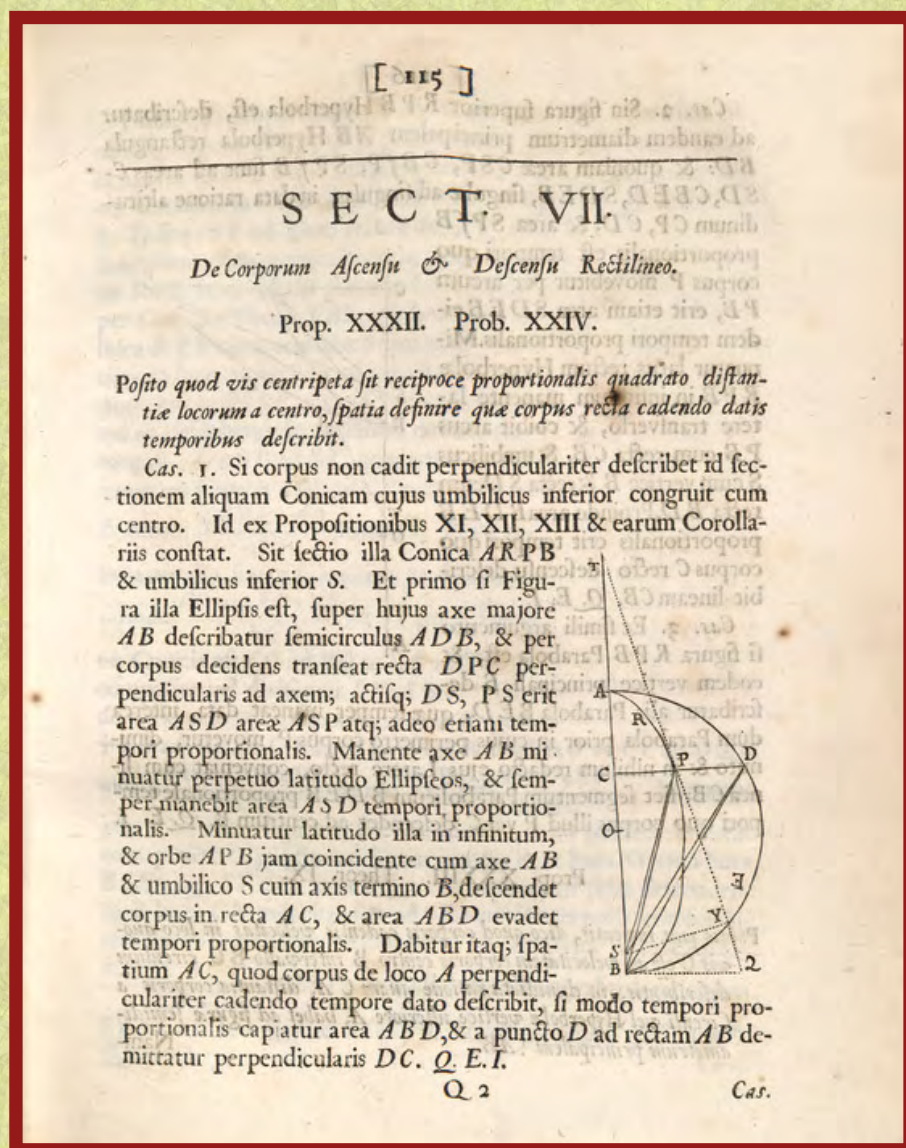 [ 115 ]
SECT. VII.
De Corporum Aſcenſu & Deſcenſu Rectilineo.
Prop. XXXII. Prob. XXIV.
Poſito quod vis centripeta ſit reciproce proportionalis quadrato diſtan-
tiæ locorum a centro, ſpatia definire quæ corpus recta cadendo datis
temporibus deſcribit.
Cas. 1. Si corpus non cadit perpendiculariter deſcribet id ſec-
tionem aliquam Conicam cujus umbilicus inferior congruit cum
centro. Id ex Propoſitionibus XI, XII, XIII & earum Corolla-
riis conſtat. Sit ſectio illa Conica ARPB
& umbilicus inferior S. Et primo ſi Figu-
ra illa Ellipſis eſt, ſuper hujus axe majore
AB deſcribatur ſemicirculus ADB, & per
corpus decidens tranſeat recta DPC per-
pendicularis ad axem; actiſq; DS, PS erit
area ASD areæ ASP atq; adeo etiam tem-
pori proportionalis. Manente axe AB mi-
nuatur perpetuo latitudo Ellipſeos, & ſem-
per manebit area ASD tempori proportio-
nalis. Minuatur latitudo illa in infinitum,
& orbe APB jam coincidente cum axe AB
& umbilico S cum axis termino B, deſcendet
corpus in recta AC, & area ABD evadet
tempori proportionalis. Dabitur itaq; ſpa-
tium AC, quod corpus de loco A perpendi-
culariter cadendo tempore dato deſcribit, ſi modo tempori pro-
portionalis capiatur area ABD, & a puncto D ad rectam AB de-
mittatur perpendicularis DC. Q. E. I.
T
A
R
P
D
C
O
E
Y
S
B
Q
Q 2
Cas.